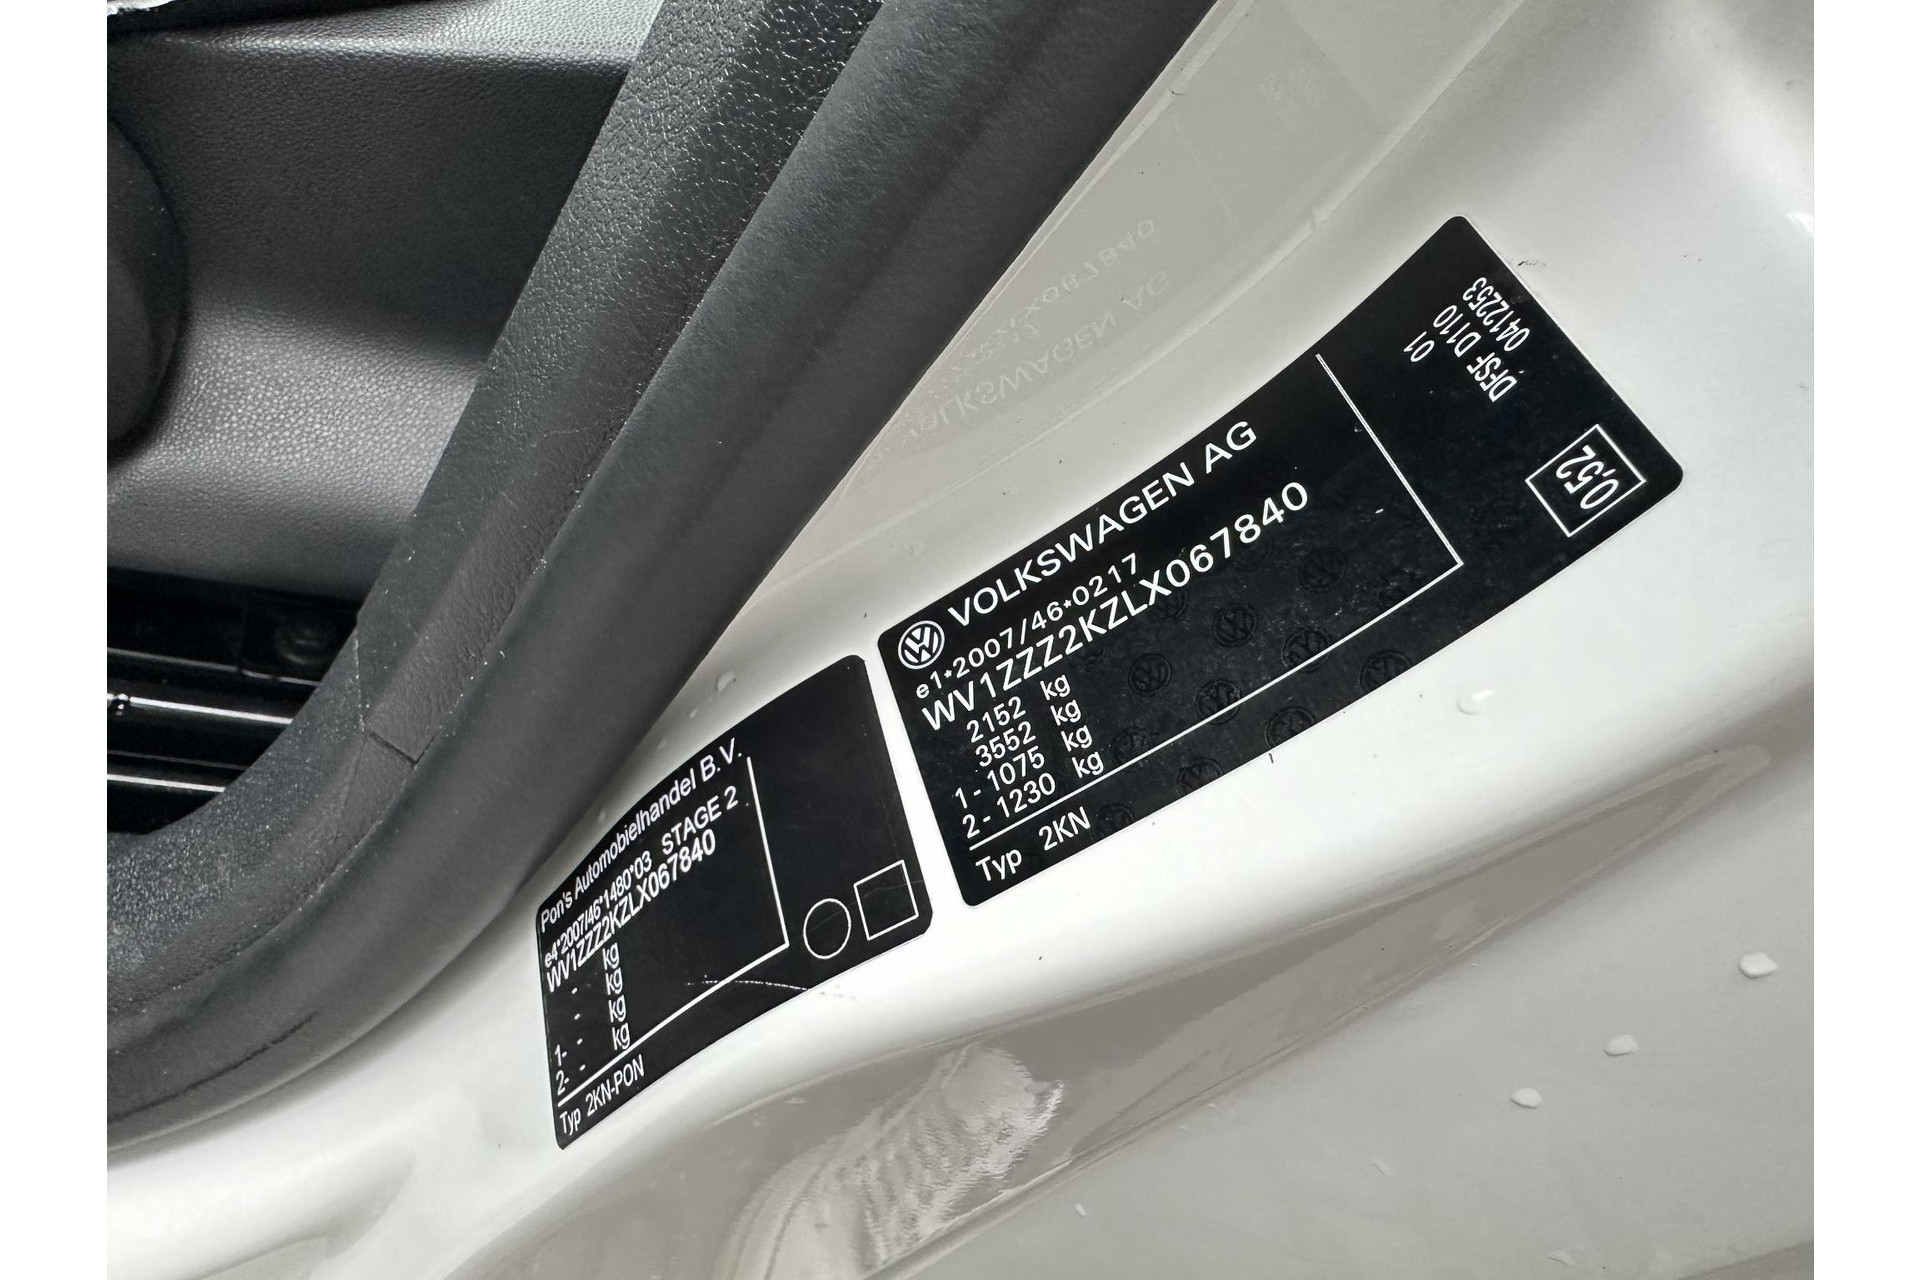 VOLKSWAGEN AG
e1*2007/46*0217
WV1ZZZ2KZLX067840
2152 kg
3552 kg
1- 1075 kg
2- 1230 kg
Typ 2KN
DFSF D110 0412253
01
0,52
Pon's Automobielhandel B.V.
e4*2007/46*1480*03 STAGE 2
WV1ZZZ2KZLX067840
- kg
- kg
1- - kg
2- - kg
Typ 2KN-PON